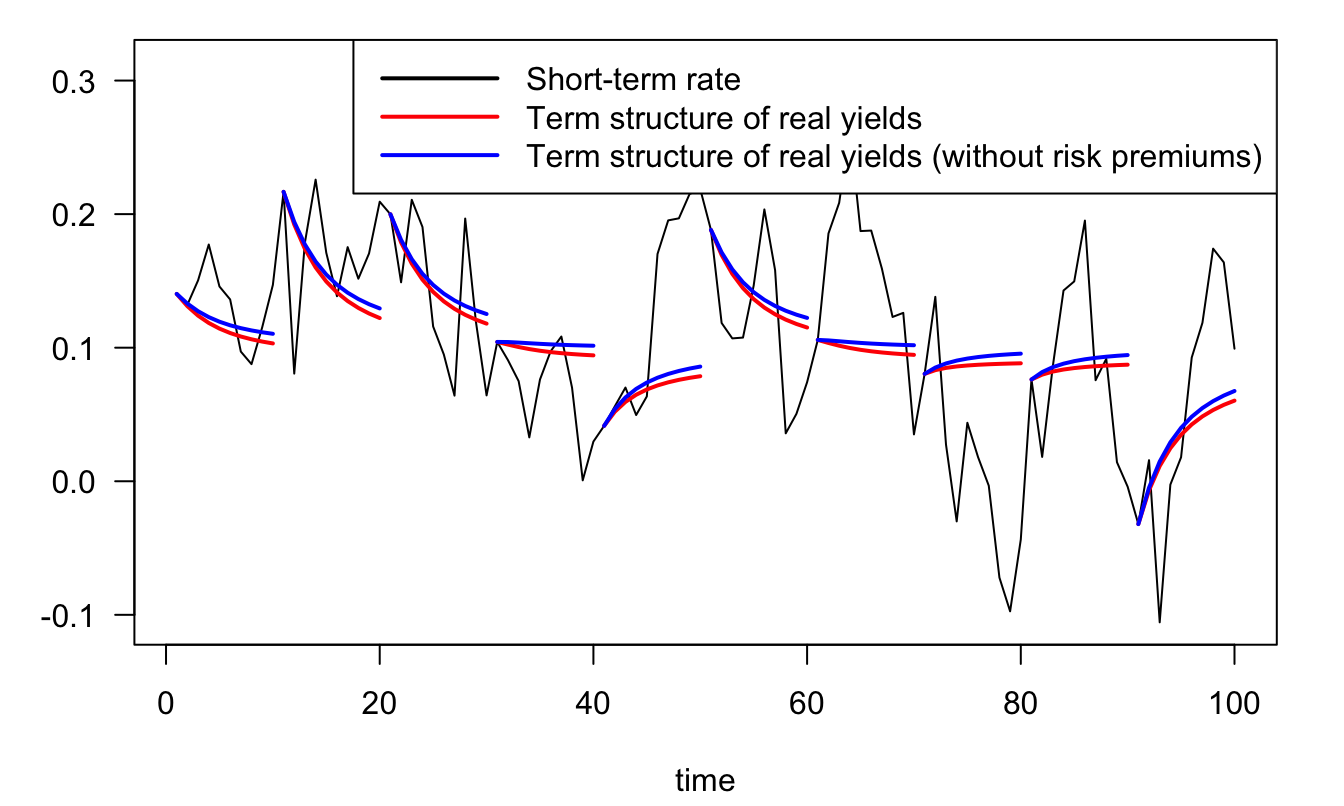 0.3
0.2
0.1
0.0
-0.1
Short-term rate
Term structure of real yields
Term structure of real yields (without risk premiums)
0 20 40 60 80 100
time